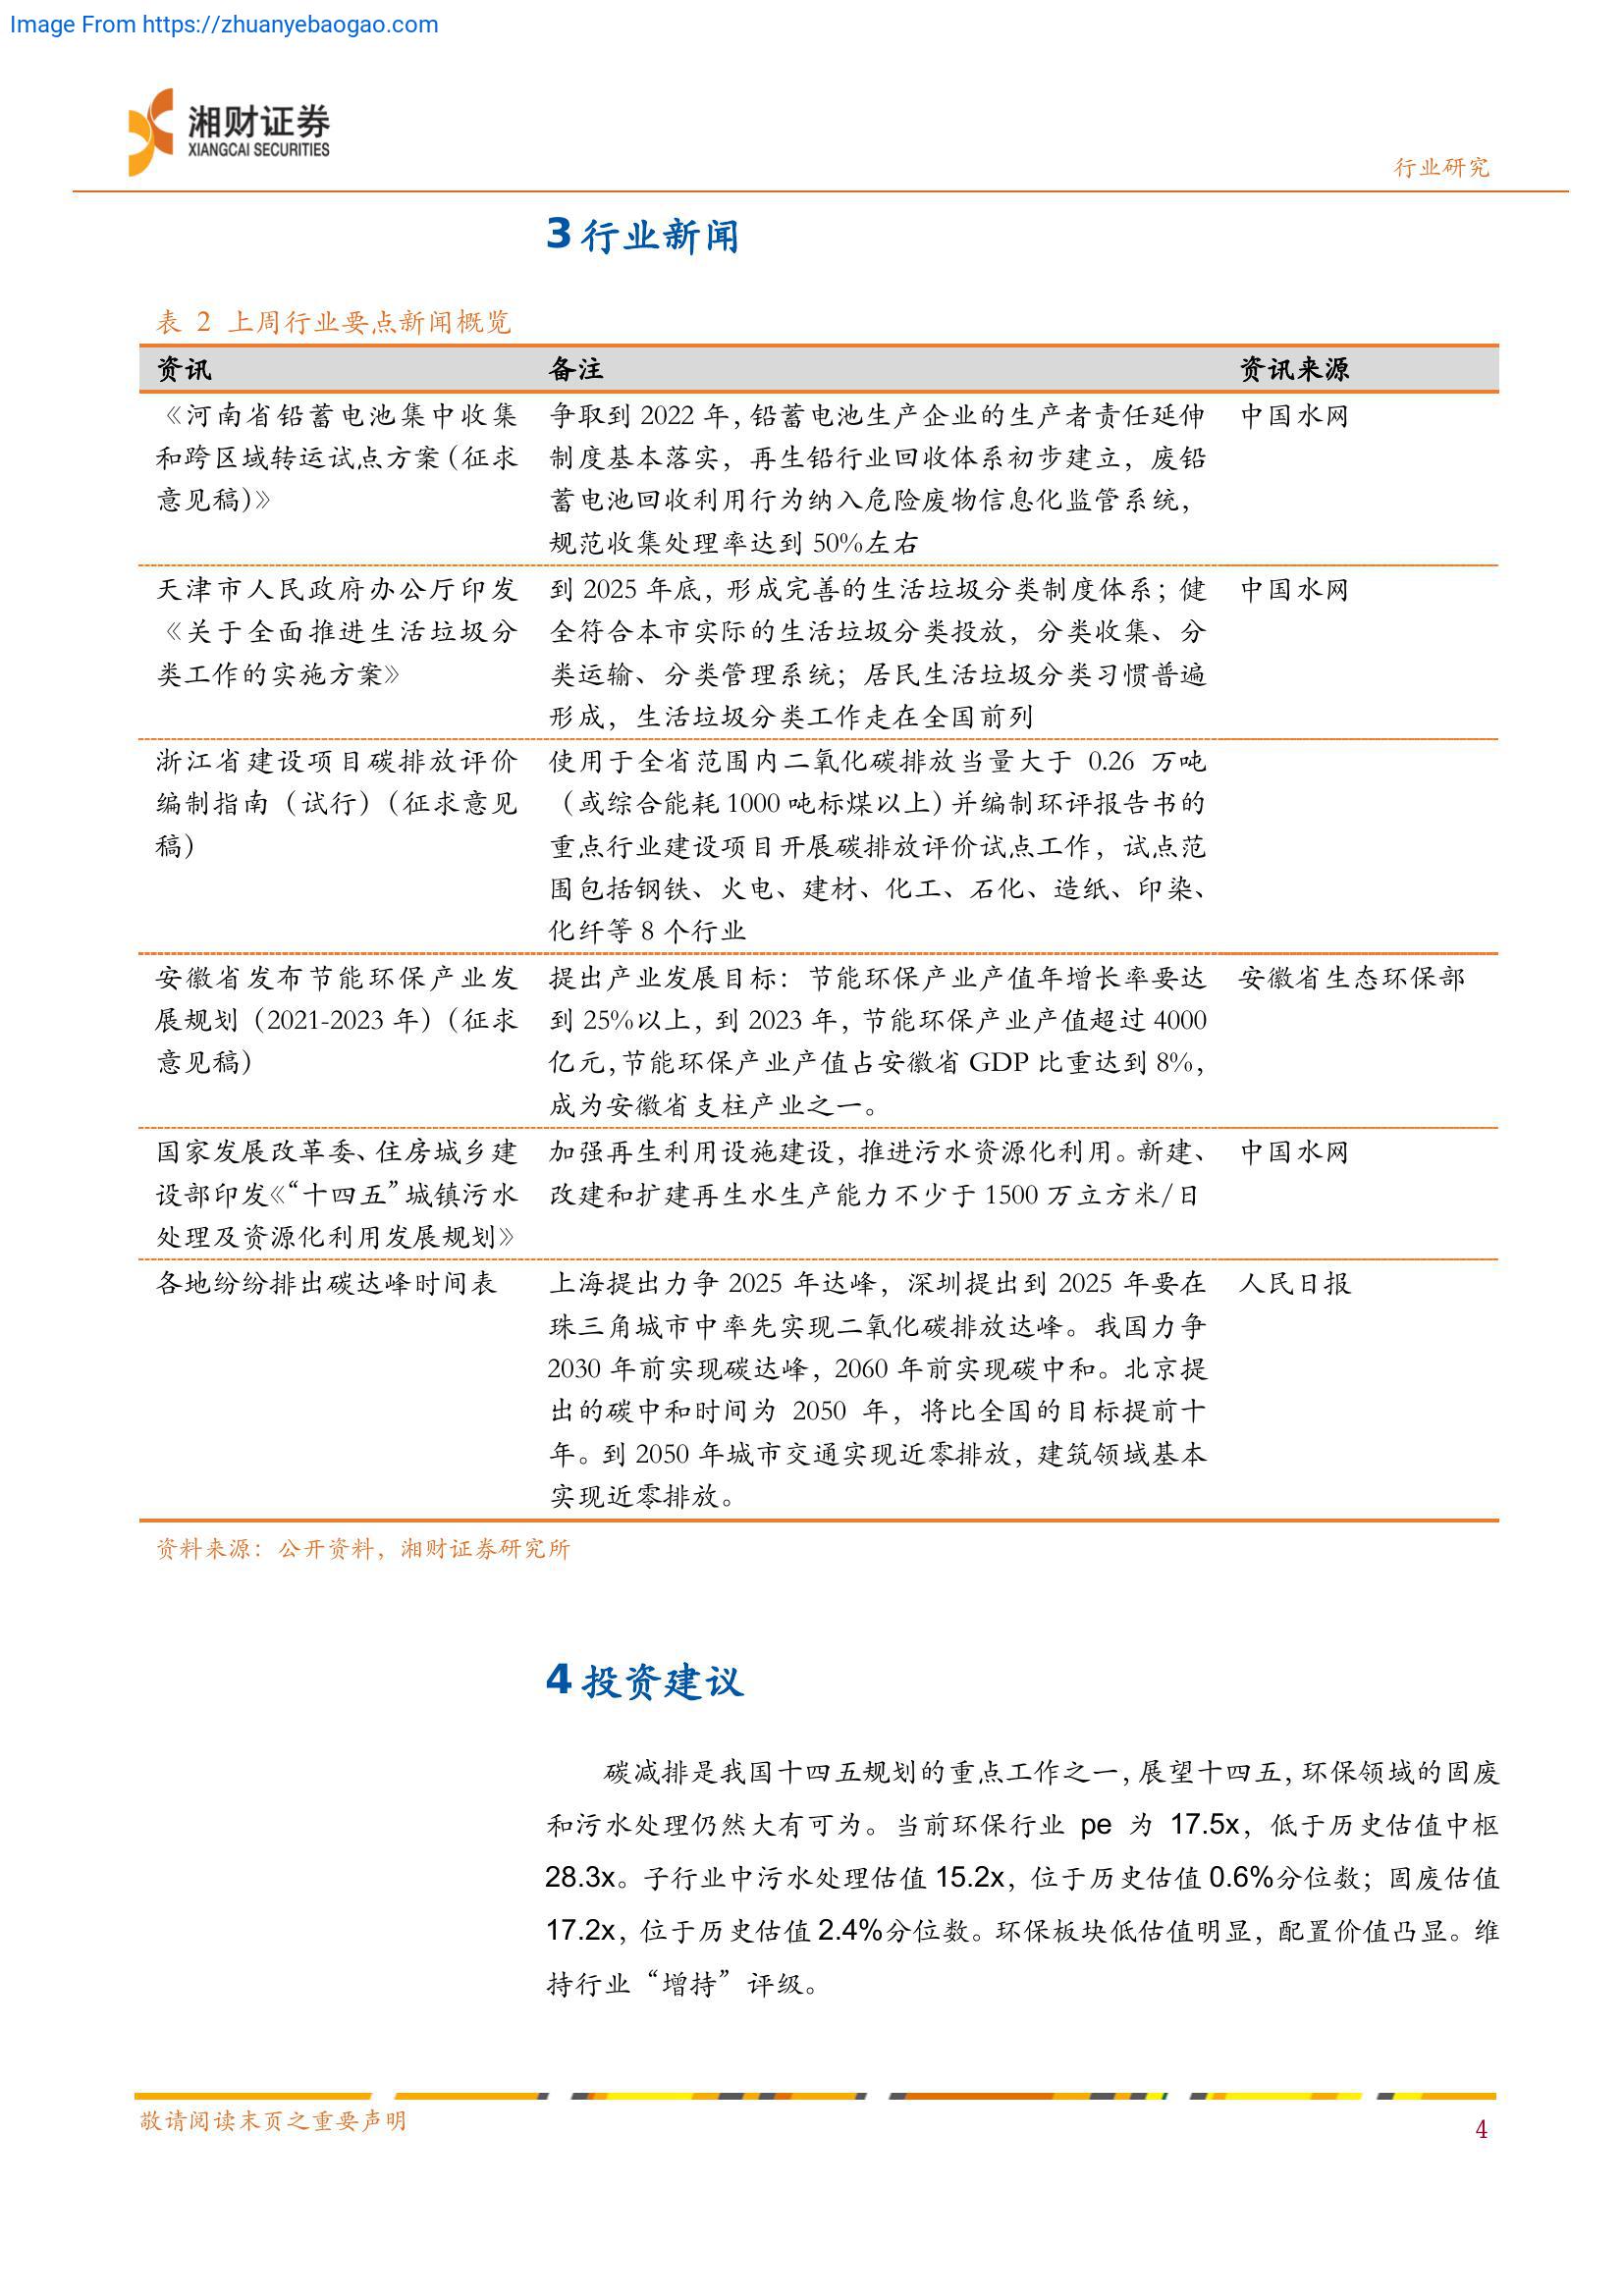 Image From https://zhuanyebaogao.com
湘财证券
XIANGCAI SECURITIES
行业研究
3 行业新闻
表 2 上周行业要点新闻概览
资讯 备注 资讯来源
《河南省铅蓄电池集中收集
和跨区域转运试点方案(征求
意见稿)》
争取到 2022 年,铅蓄电池生产企业的生产者责任延伸
制度基本落实，再生铅行业回收体系初步建立，废铅
蓄电池回收利用行为纳入危险废物信息化监管系统，
规范收集处理率达到 50%左右
中国水网
天津市人民政府办公厅印发
《关于全面推进生活垃圾分
类工作的实施方案》
到 2025 年底，形成完善的生活垃圾分类制度体系；健
全符合本市实际的生活垃圾分类投放，分类收集、分
类运输、分类管理系统；居民生活垃圾分类习惯普遍
形成，生活垃圾分类工作走在全国前列
中国水网
浙江省建设项目碳排放评价
编制指南（试行）（征求意见
稿）
使用于全省范围内二氧化碳排放当量大于 0.26 万吨
（或综合能耗 1000 吨标煤以上）并编制环评报告书的
重点行业建设项目开展碳排放评价试点工作，试点范
围包括钢铁、火电、建材、化工、石化、造纸、印染、
化纤等 8 个行业
安徽省发布节能环保产业发
展规划（2021-2023 年）（征求
意见稿）
提出产业发展目标：节能环保产业产值年增长率要达
到 25%以上，到 2023 年，节能环保产业产值超过 4000
亿元，节能环保产业产值占安徽省 GDP 比重达到 8%，
成为安徽省支柱产业之一。
安徽省生态环保部
国家发展改革委、住房城乡建
设部印发《“十四五”城镇污水
处理及资源化利用发展规划》
加强再生利用设施建设，推进污水资源化利用。新建、
改建和扩建再生水生产能力不少于 1500 万立方米/日
中国水网
各地纷纷排出碳达峰时间表
上海提出力争 2025 年达峰，深圳提出到 2025 年要在
珠三角城市中率先实现二氧化碳排放达峰。我国力争
2030 年前实现碳达峰，2060 年前实现碳中和。北京提
出的碳中和时间为 2050 年，将比全国的目标提前十
年。到 2050 年城市交通实现近零排放，建筑领域基本
实现近零排放。
人民日报
资料来源：公开资料，湘财证券研究所
4 投资建议
碳减排是我国十四五规划的重点工作之一，展望十四五，环保领域的固废
和污水处理仍然大有可为。当前环保行业 pe 为 17.5x，低于历史估值中枢
28.3x。子行业中污水处理估值 15.2x，位于历史估值 0.6%分位数；固废估值
17.2x，位于历史估值 2.4%分位数。环保板块低估值明显，配置价值凸显。维
持行业“增持”评级。
敬请阅读末页之重要声明
4